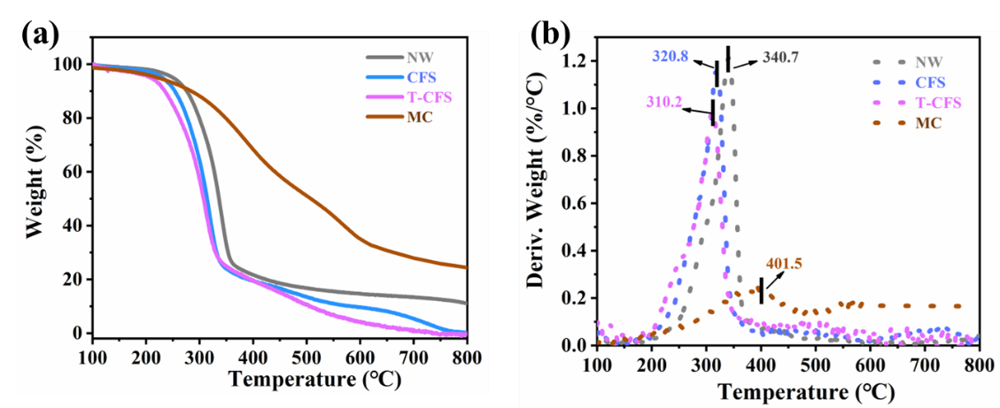 (a)
100
80
60
40
20
0
Weight (%)
NW
CFS
T-CFS
MC
100 200 300 400 500 600 700 800
Temperature (℃)
(b)
1.2
1.0
0.8
0.6
0.4
0.2
0.0
Deriv. Weight (%/°C)
320.8
340.7
310.2
401.5
NW
CFS
T-CFS
MC
100 200 300 400 500 600 700 800
Temperature (℃)